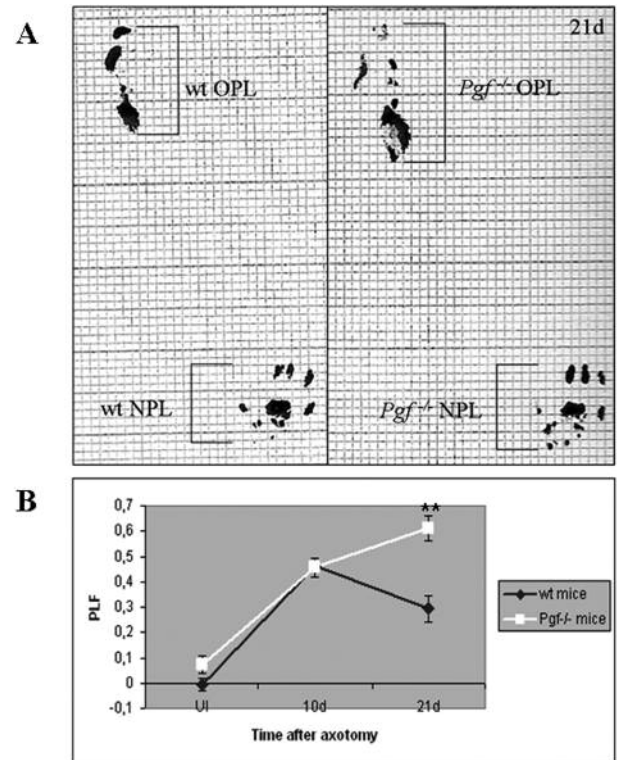 A
21d
wt OPL
Pgf -/- OPL
wt NPL
Pgf -/- NPL
B
0,7
0,6
0,5
0,4
0,3
0,2
0,1
0
-0,1
PLF
**
UI
10d
21d
Time after axotomy
wt mice
Pgf-/- mice